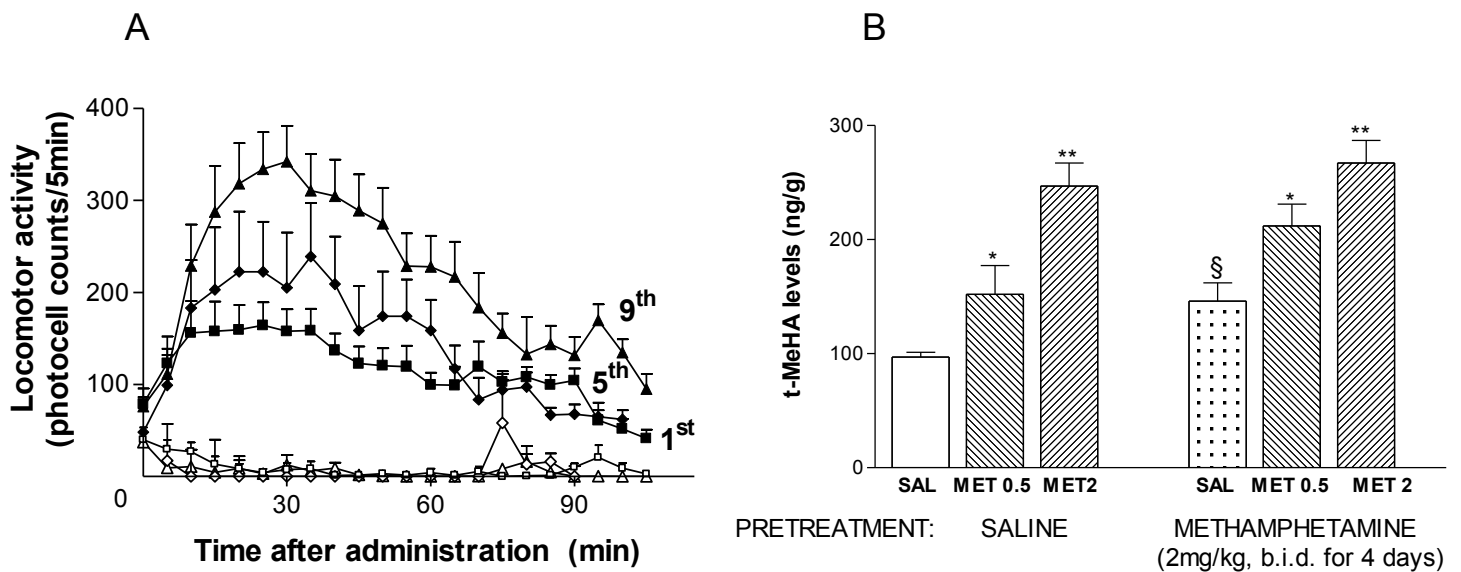 A
B
Locomotor activity
(photocell counts/5min)
400
300
200
100
0
30
60
90
9th
5th
1st
Time after administration (min)
t-MeHA levels (ng/g)
300
200
100
0
*
**
§
*
**
SAL MET 0.5 MET2 SAL MET 0.5 MET 2
PRETREATMENT: SALINE METHAMPHETAMINE
(2mg/kg, b.i.d. for 4 days)